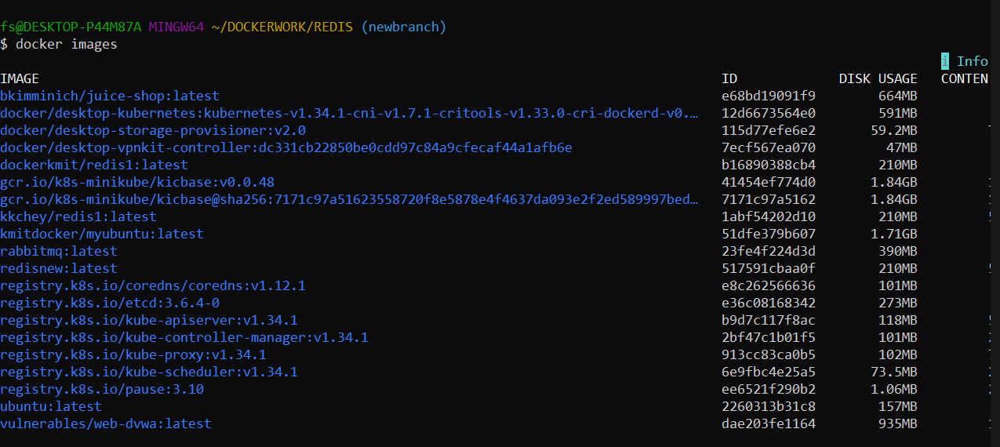 fs@DESKTOP-P44M87A MINGW64 ~/DOCKERWORK/REDIS (newbranch)
$ docker images
i Info
IMAGE ID DISK USAGE CONTEN
bkimminich/juice-shop:latest e68bd19091f9 664MB
docker/desktop-kubernetes:kubernetes-v1.34.1-cni-v1.7.1-critools-v1.33.0-cri-dockerd-v0.… 12d6673564e0 591MB
docker/desktop-storage-provisioner:v2.0 115d77efe6e2 59.2MB
docker/desktop-vpnkit-controller:dc331cb22850be0cdd97c84a9cfecaf44a1afb6e 7ecf567ea070 47MB
dockerkmit/redis1:latest b16890388cb4 210MB
gcr.io/k8s-minikube/kicbase:v0.0.48 41454ef774d0 1.84GB
gcr.io/k8s-minikube/kicbase@sha256:7171c97a51623558720f8e5878e4f4637da093e2f2ed589997bed… 7171c97a5162 1.84GB
kkchey/redis1:latest 1abf54202d10 210MB
kmitdocker/myubuntu:latest 51dfe379b607 1.71GB
rabbitmq:latest 23fe4f224d3d 390MB
redisnew:latest 517591cbaa0f 210MB
registry.k8s.io/coredns/coredns:v1.12.1 e8c262566636 101MB
registry.k8s.io/etcd:3.6.4-0 e36c08168342 273MB
registry.k8s.io/kube-apiserver:v1.34.1 b9d7c117f8ac 118MB
registry.k8s.io/kube-controller-manager:v1.34.1 2bf47c1b01f5 101MB
registry.k8s.io/kube-proxy:v1.34.1 913cc83ca0b5 102MB
registry.k8s.io/kube-scheduler:v1.34.1 6e9fbc4e25a5 73.5MB
registry.k8s.io/pause:3.10 ee6521f290b2 1.06MB
ubuntu:latest 2260313b31c8 157MB
vulnerables/web-dvwa:latest dae203fe1164 935MB